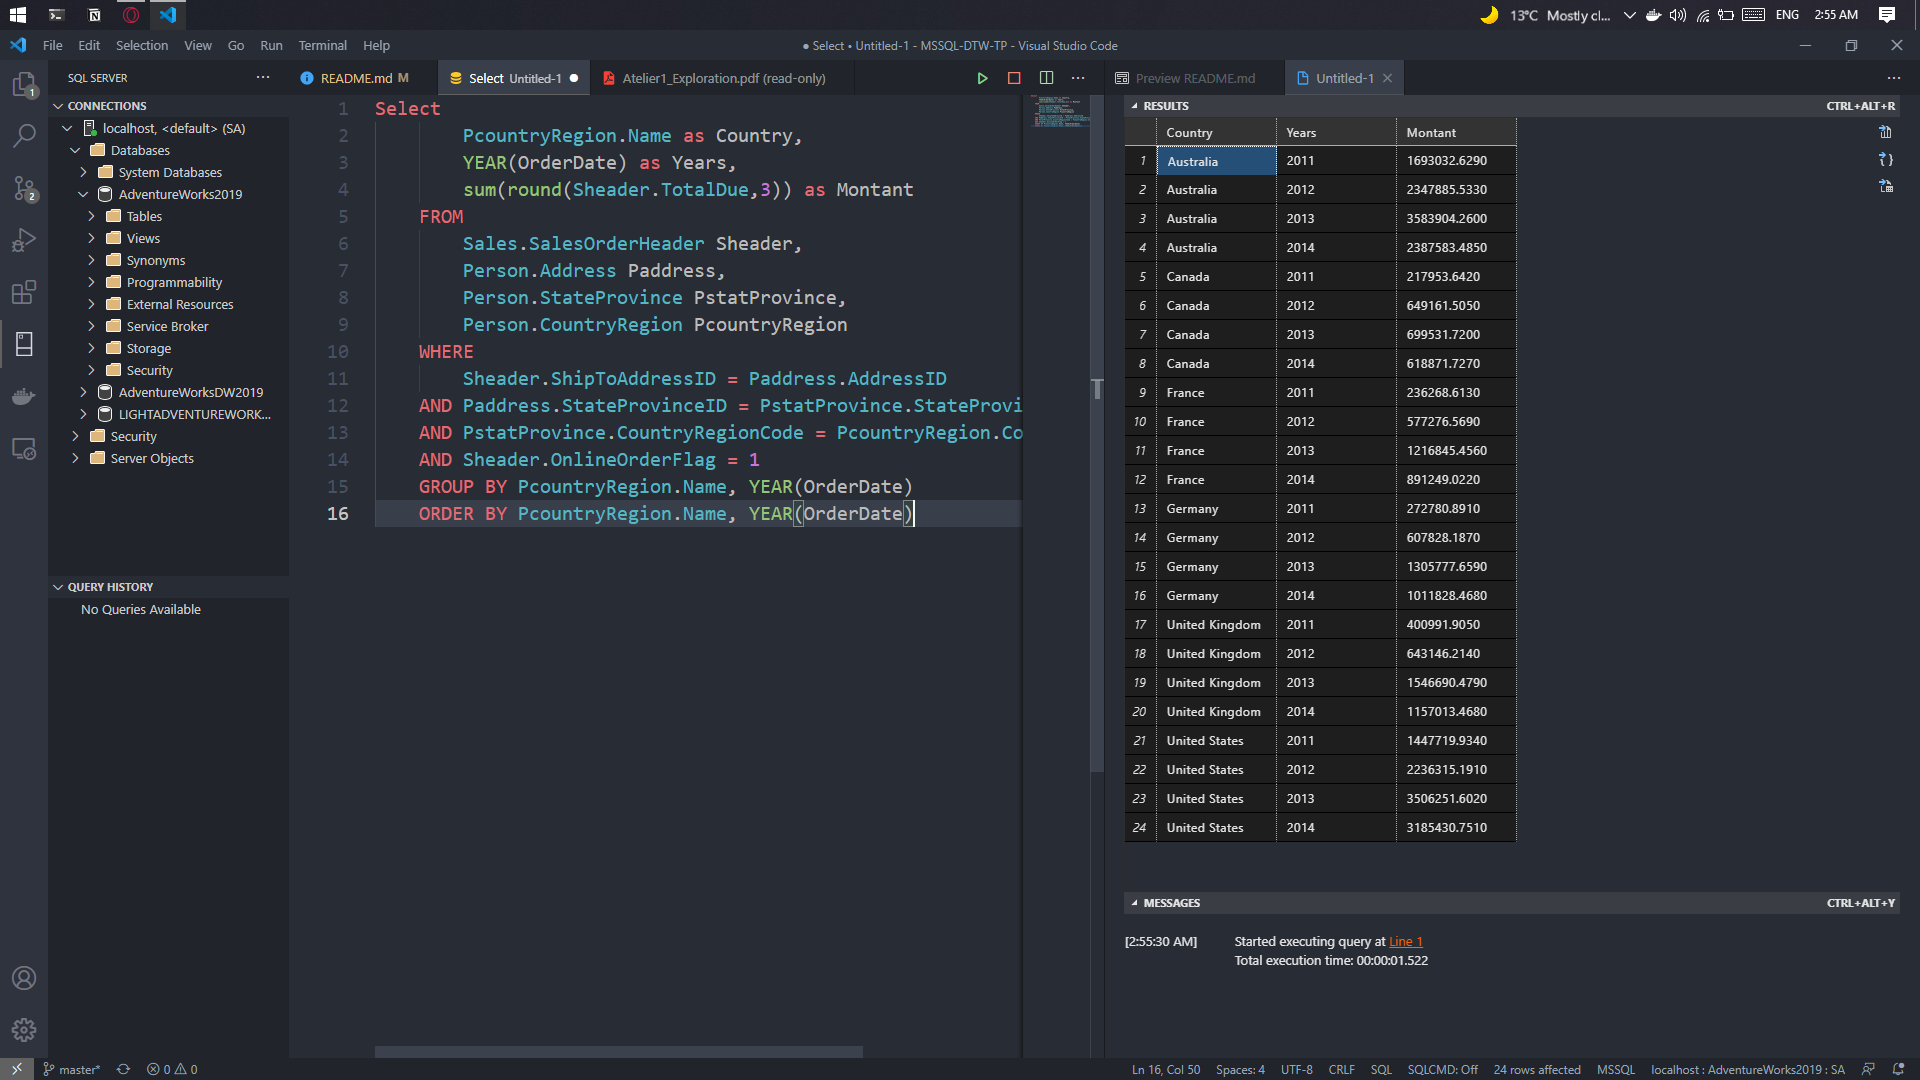 13°C Mostly cl... ENG 2:55 AM
File Edit Selection View Go Run Terminal Help
● Select • Untitled-1 - MSSQL-DTW-TP - Visual Studio Code
SQL SERVER ...
README.md M
Select Untitled-1 ●
Atelier1_Exploration.pdf (read-only)
Preview README.md
Untitled-1
CONNECTIONS
localhost, <default> (SA)
Databases
System Databases
AdventureWorks2019
Tables
Views
Synonyms
Programmability
External Resources
Service Broker
Storage
Security
AdventureWorksDW2019
LIGHTADVENTUREWORK...
Security
Server Objects
QUERY HISTORY
No Queries Available
1
2
1 Select
2 PcountryRegion.Name as Country,
3 YEAR(OrderDate) as Years,
4 sum(round(Sheader.TotalDue,3)) as Montant
5 FROM
6 Sales.SalesOrderHeader Sheader,
7 Person.Address Paddress,
8 Person.StateProvince PstatProvince,
9 Person.CountryRegion PcountryRegion
10 WHERE
11 Sheader.ShipToAddressID = Paddress.AddressID
12 AND Paddress.StateProvinceID = PstatProvince.StateProvi
13 AND PstatProvince.CountryRegionCode = PcountryRegion.Co
14 AND Sheader.OnlineOrderFlag = 1
15 GROUP BY PcountryRegion.Name, YEAR(OrderDate)
16 ORDER BY PcountryRegion.Name, YEAR(OrderDate)
RESULTS CTRL+ALT+R
Country Years Montant
1 Australia 2011 1693032.6290
2 Australia 2012 2347885.5330
3 Australia 2013 3583904.2600
4 Australia 2014 2387583.4850
5 Canada 2011 217953.6420
6 Canada 2012 649161.5050
7 Canada 2013 699531.7200
8 Canada 2014 618871.7270
9 France 2011 236268.6130
10 France 2012 577276.5690
11 France 2013 1216845.4560
12 France 2014 891249.0220
13 Germany 2011 272780.8910
14 Germany 2012 607828.1870
15 Germany 2013 1305777.6590
16 Germany 2014 1011828.4680
17 United Kingdom 2011 400991.9050
18 United Kingdom 2012 643146.2140
19 United Kingdom 2013 1546690.4790
20 United Kingdom 2014 1157013.4680
21 United States 2011 1447719.9340
22 United States 2012 2236315.1910
23 United States 2013 3506251.6020
24 United States 2014 3185430.7510
MESSAGES CTRL+ALT+Y
[2:55:30 AM] Started executing query at Line 1
Total execution time: 00:00:01.522
master* 0 0
Ln 16, Col 50 Spaces: 4 UTF-8 CRLF SQL SQLCMD: Off 24 rows affected MSSQL localhost : AdventureWorks2019 : SA